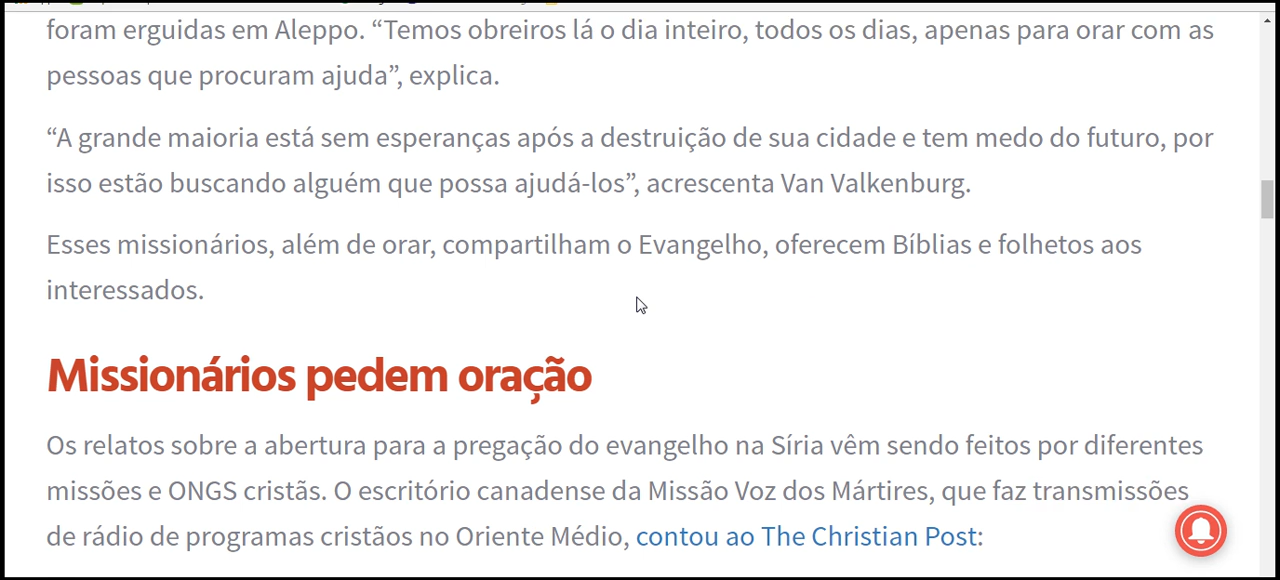 foram erguidas em Aleppo. “Temos obreiros lá o dia inteiro, todos os dias, apenas para orar com as
pessoas que procuram ajuda”, explica.
“A grande maioria está sem esperanças após a destruição de sua cidade e tem medo do futuro, por
isso estão buscando alguém que possa ajudá-los”, acrescenta Van Valkenburg.
Esses missionários, além de orar, compartilham o Evangelho, oferecem Bíblias e folhetos aos
interessados.
Missionários pedem oração
Os relatos sobre a abertura para a pregação do evangelho na Síria vêm sendo feitos por diferentes
missões e ONGS cristãs. O escritório canadense da Missão Voz dos Mártires, que faz transmissões
de rádio de programas cristãos no Oriente Médio, contou ao The Christian Post: